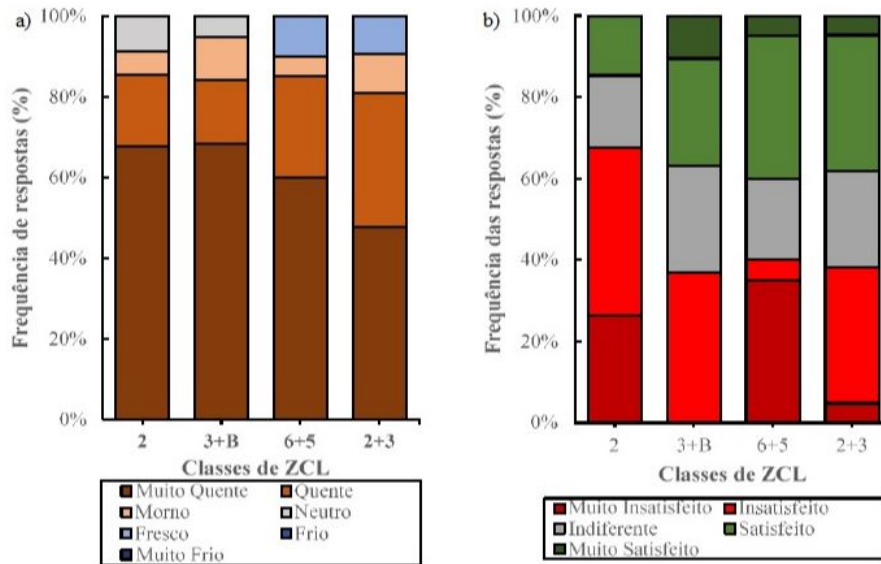 a)
Frequência de respostas (%)
100%
80%
60%
40%
20%
0%
2 3+B 6+5 2+3
Classes de ZCL
Muito Quente Quente
Morno Neutro
Fresco Frio
Muito Frio
b)
Frequência das respostas (%)
100%
80%
60%
40%
20%
0%
2 3+B 6+5 2+3
Classes de ZCL
Muito Insatisfeito Insatisfeito
Indiferente Satisfeito
Muito Satisfeito